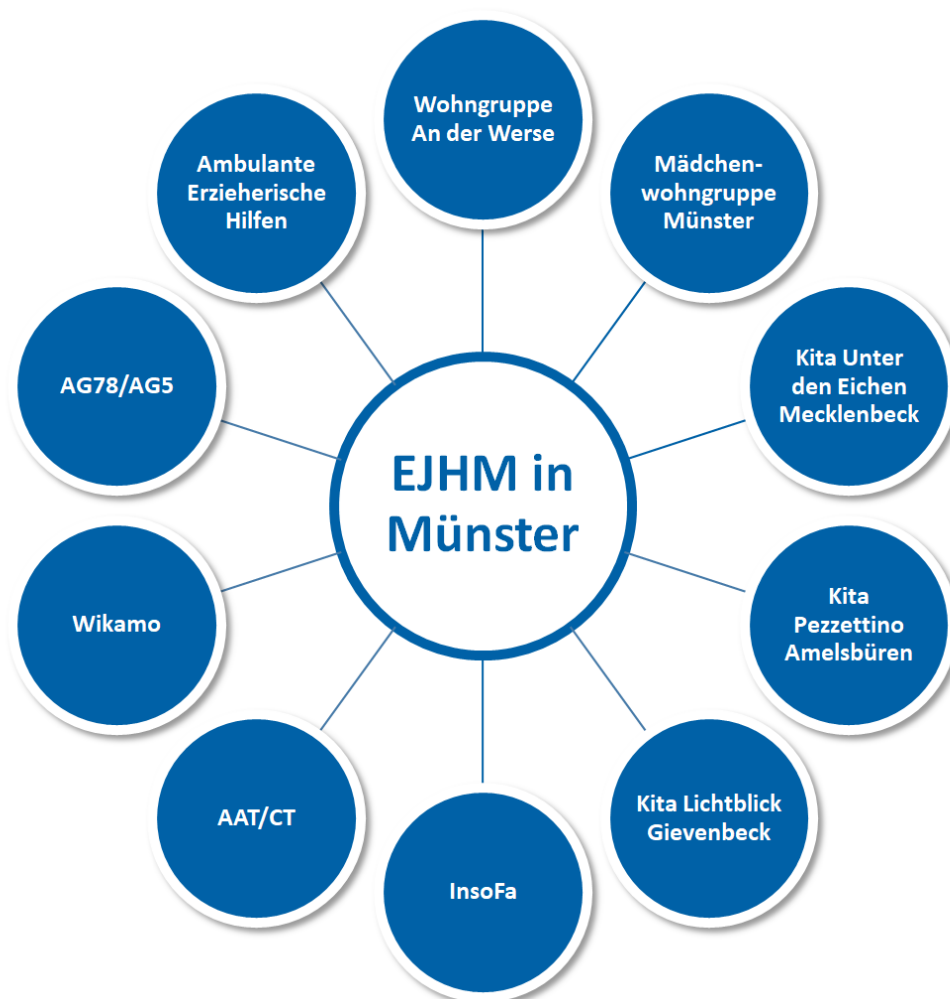 Wohngruppe
An der Werse
Mädchen-
wohngruppe
Münster
Kita Unter
den Eichen
Mecklenbeck
Kita
Pezzettino
Amelsbüren
Kita Lichtblick
Gievenbeck
InsoFa
AAT/CT
Wikamo
AG78/AG5
Ambulante
Erzieherische
Hilfen
EJHM in
Münster